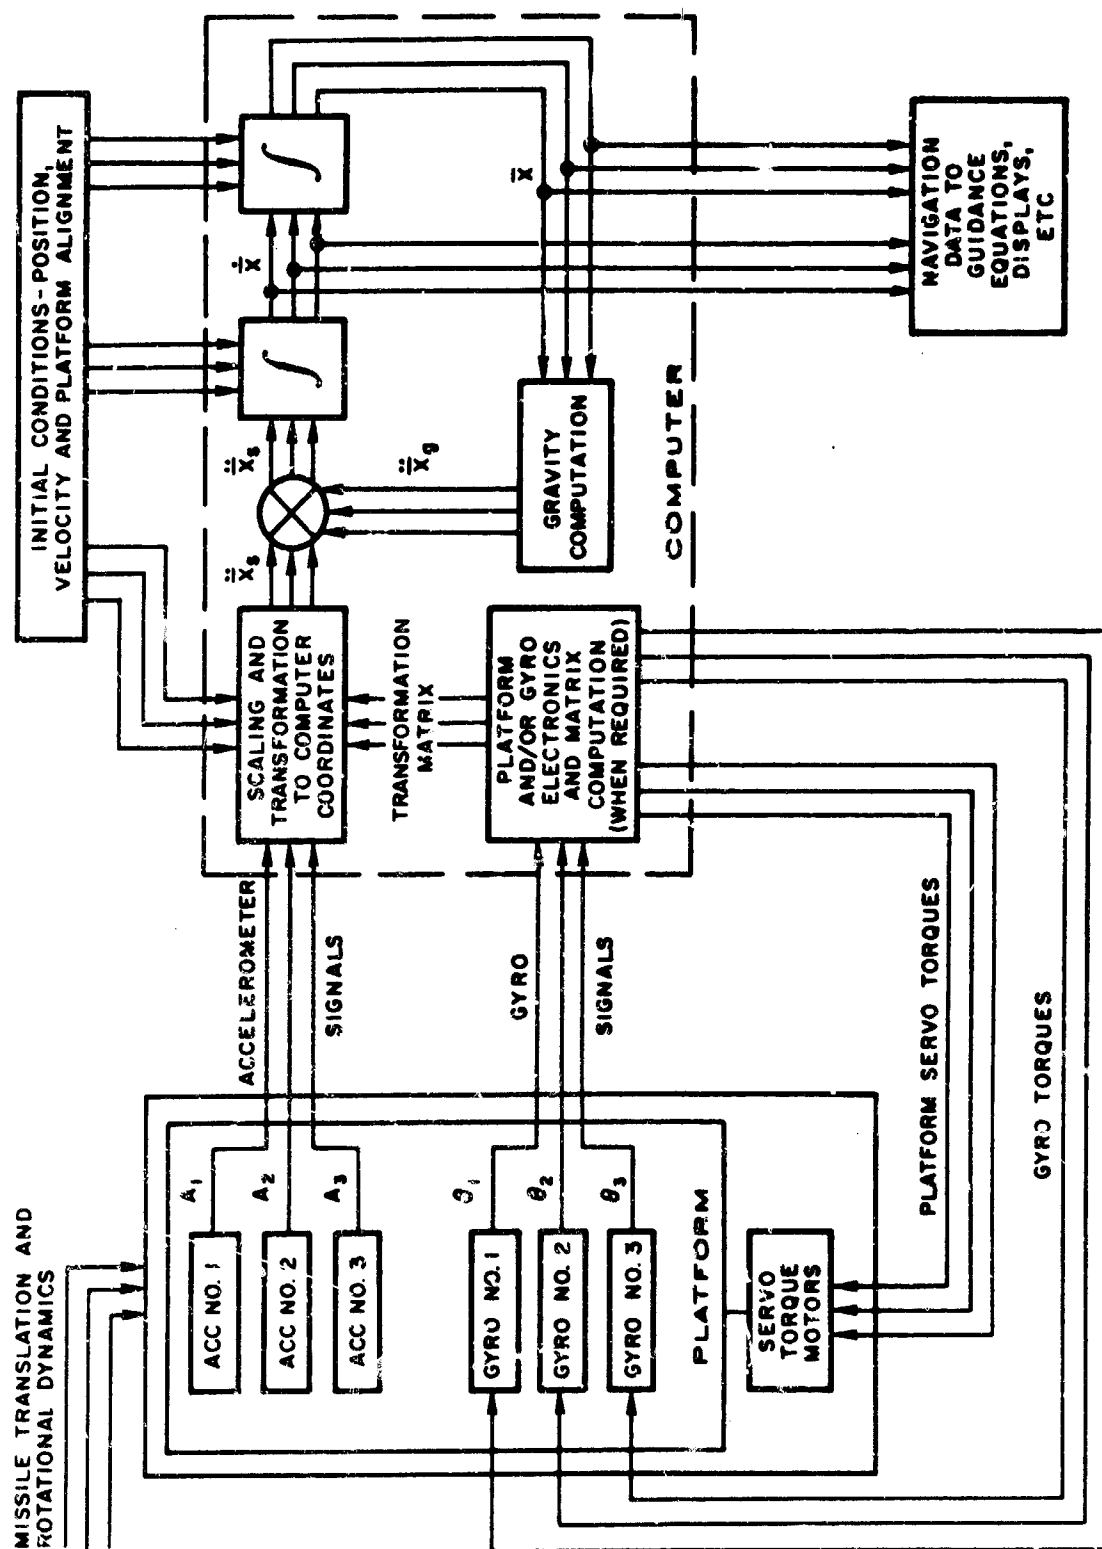 MISSILE TRANSLATION AND
ROTATIONAL DYNAMICS
INITIAL CONDITIONS-POSITION,
VELOCITY AND PLATFORM ALIGNMENT
ACC NO. 1
ACC NO. 2
ACC NO. 3
A1
A2
A3
ACCELEROMETER
SIGNALS
SCALING AND
TRANSFORMATION
TO COMPUTER
COORDINATES
Ẍs
Ẍs
∫
Ẋ
∫
TRANSFORMATION
MATRIX
Ẍg
X̄
GYRO NO. 1
GYRO NO. 2
GYRO NO. 3
θ1
θ2
θ3
GYRO
SIGNALS
PLATFORM
AND/OR GYRO
ELECTRONICS
AND MATRIX
COMPUTATION
(WHEN REQUIRED)
GRAVITY
COMPUTATION
COMPUTER
PLATFORM
SERVO
TORQUE
MOTORS
PLATFORM SERVO TORQUES
GYRO TORQUES
NAVIGATION
DATA TO
GUIDANCE
EQUATIONS,
DISPLAYS,
ETC